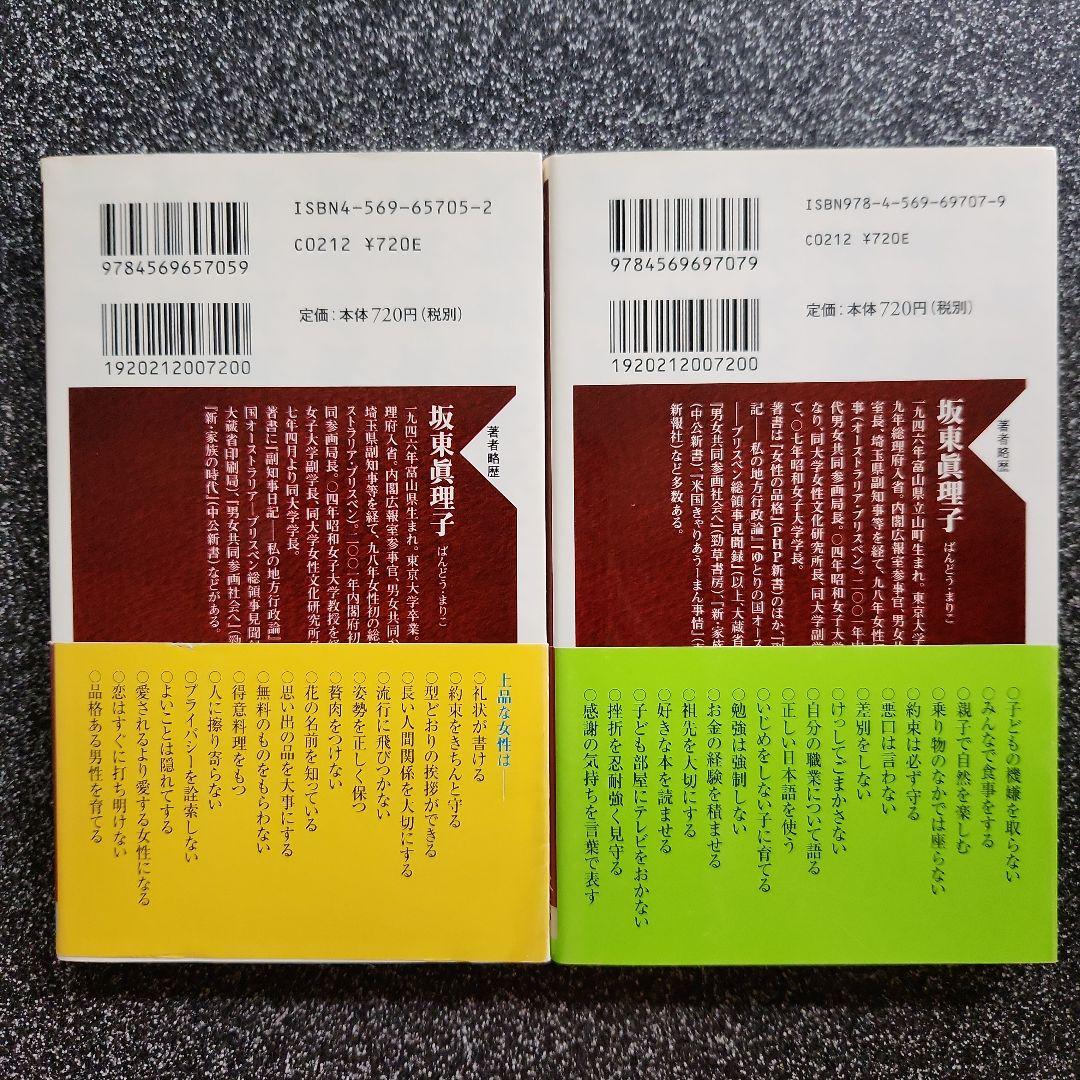 ISBN4-569-65705-2
C0212 ¥720E
9784569657059
定価：本体720円（税別）
1920212007200
著者略歴
坂東眞理子 ばんどう・まりこ
一九四六年富山県生まれ。東京大学卒業。
理府入省。内閣広報室参事官、男女共同
埼玉県副知事等を経て、九八年女性初の総
ストラリア・ブリスベン）。二〇〇一年内閣府初
同参画局長。〇四年昭和女子大学教授を
女子大学副学長、同大学女性文化研究所
七年四月より同大学学長。
著書に『副知事日記――私の地方行政論』
国オーストラリア――ブリスベン総領事見聞
大蔵省印刷局）、『男女共同参画社会へ』（勁
『新・家族の時代』（中公新書）などがある。
上品な女性は――
○礼状が書ける
○約束をきちんと守る
○型どおりの挨拶ができる
○長い人間関係を大切にする
○流行に飛びつかない
○姿勢を正しく保つ
○贅肉をつけない
○花の名前を知っている
○思い出の品を大事にする
○無料のものをもらわない
○得意料理をもつ
○人に擦り寄らない
○プライバシーを詮索しない
○よいことは隠れてする
○愛されるより愛する女性になる
○恋はすぐに打ち明けない
○品格ある男性を育てる
ISBN978-4-569-69707-9
C0212 ¥720E
9784569697079
定価：本体720円（税別）
1920212007200
著者略歴
坂東眞理子 ばんどう・まりこ
一九四六年富山県立山町生まれ。東京大学
九年総理府入省。内閣広報室参事官、男女
室長、埼玉県副知事等を経て、九八年女性
事（オーストラリア・ブリスベン）。二〇〇一年
代男女共同参画局長。〇四年昭和女子大
なり、同大学女性文化研究所長、同大学副学
て、〇七年昭和女子大学学長。
著書は『女性の品格』（PHP新書）のほか、『副
記――私の地方行政論』『ゆとりの国オース
――ブリスベン総領事見聞録』（以上、大蔵省
『男女共同参画社会へ』（勁草書房）、『新・家族
（中公新書）、『米国きゃりあうーまん事情』（東
新報社）など多数ある。
○子どもの機嫌を取らない
○みんなで食事をする
○親子で自然を楽しむ
○乗り物のなかでは座らない
○約束は必ず守る
○悪口は言わない
○差別をしない
○けっしてごまかさない
○自分の職業について語る
○正しい日本語を使う
○いじめをしない子に育てる
○勉強は強制しない
○お金の経験を積ませる
○祖先を大切にする
○好きな本を読ませる
○子ども部屋にテレビをおかない
○挫折を忍耐強く見守る
○感謝の気持ちを言葉で表す